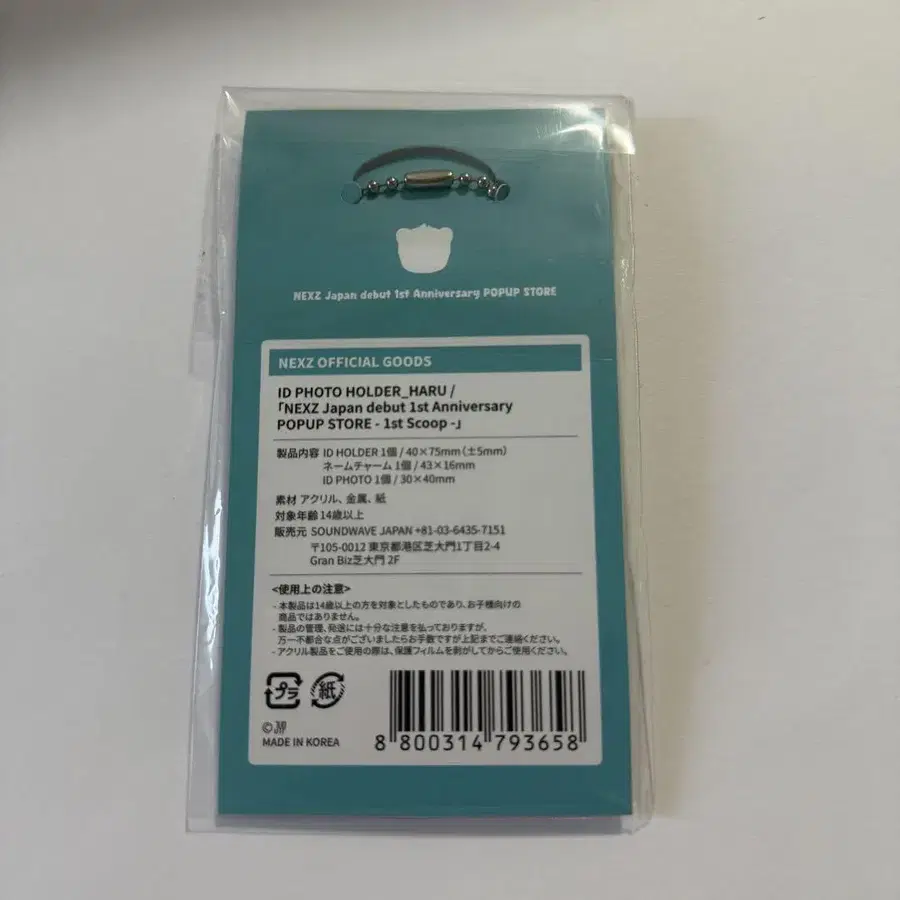 NEXZ Japan debut 1st Anniversary POPUP STORE
NEXZ OFFICIAL GOODS
ID PHOTO HOLDER_HARU /
「NEXZ Japan debut 1st Anniversary
POPUP STORE - 1st Scoop -」
製品内容 ID HOLDER 1個 / 40×75mm(±5mm)
ネームチャーム 1個 / 43×16mm
ID PHOTO 1個 / 30×40mm
素材 アクリル、金属、紙
対象年齢 14歳以上
販売元 SOUNDWAVE JAPAN +81-03-6435-7151
〒105-0012 東京都港区芝大門1丁目2-4
Gran Biz芝大門 2F
<使用上の注意>
- 本製品は14歳以上の方を対象としたものであり、お子様向けの
商品ではありません。
- 製品の管理、発送には十分な注意を払っておりますが、
万一不都合な点がございましたらお手数ですが上記までご連絡ください。
- アクリル製品をご使用の際は、保護フィルムを剥がしてからご使用ください。
プラ 紙
© JYP
MADE IN KOREA
8 800314 793658